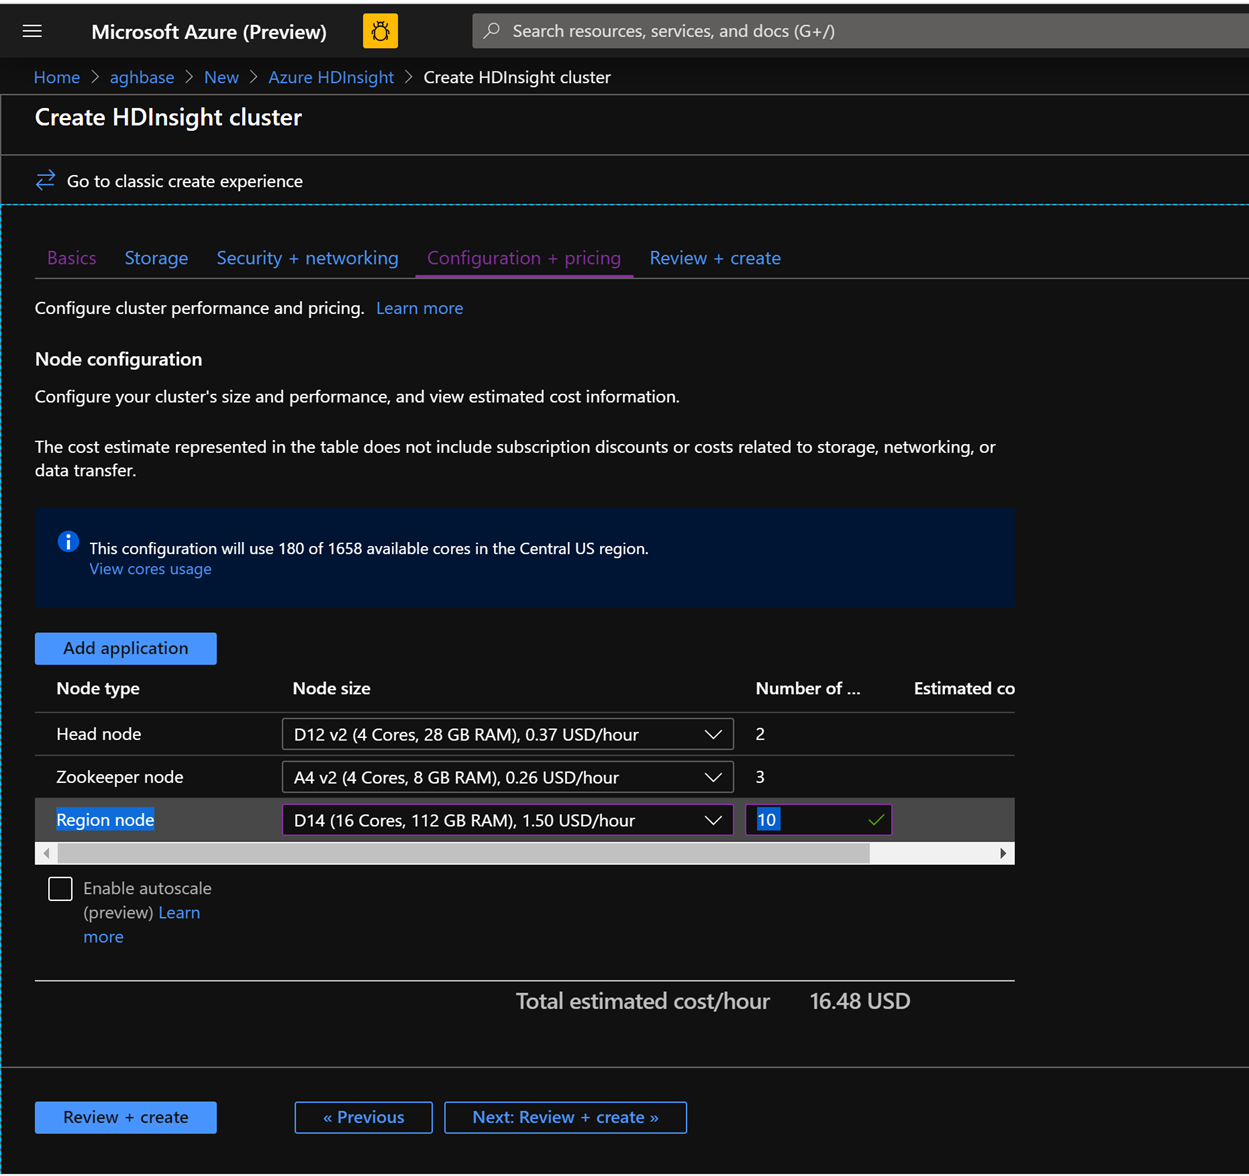 Microsoft Azure (Preview)
Search resources, services, and docs (G+/)
Home > aghbase > New > Azure HDInsight > Create HDInsight cluster
Create HDInsight cluster
Go to classic create experience
Basics Storage Security + networking Configuration + pricing Review + create
Configure cluster performance and pricing. Learn more
Node configuration
Configure your cluster's size and performance, and view estimated cost information.
The cost estimate represented in the table does not include subscription discounts or costs related to storage, networking, or
data transfer.
This configuration will use 180 of 1658 available cores in the Central US region.
View cores usage
Add application
Node type Node size Number of ... Estimated co
Head node D12 v2 (4 Cores, 28 GB RAM), 0.37 USD/hour 2
Zookeeper node A4 v2 (4 Cores, 8 GB RAM), 0.26 USD/hour 3
Region node D14 (16 Cores, 112 GB RAM), 1.50 USD/hour 10
Enable autoscale
(preview) Learn
more
Total estimated cost/hour 16.48 USD
Review + create « Previous Next: Review + create »